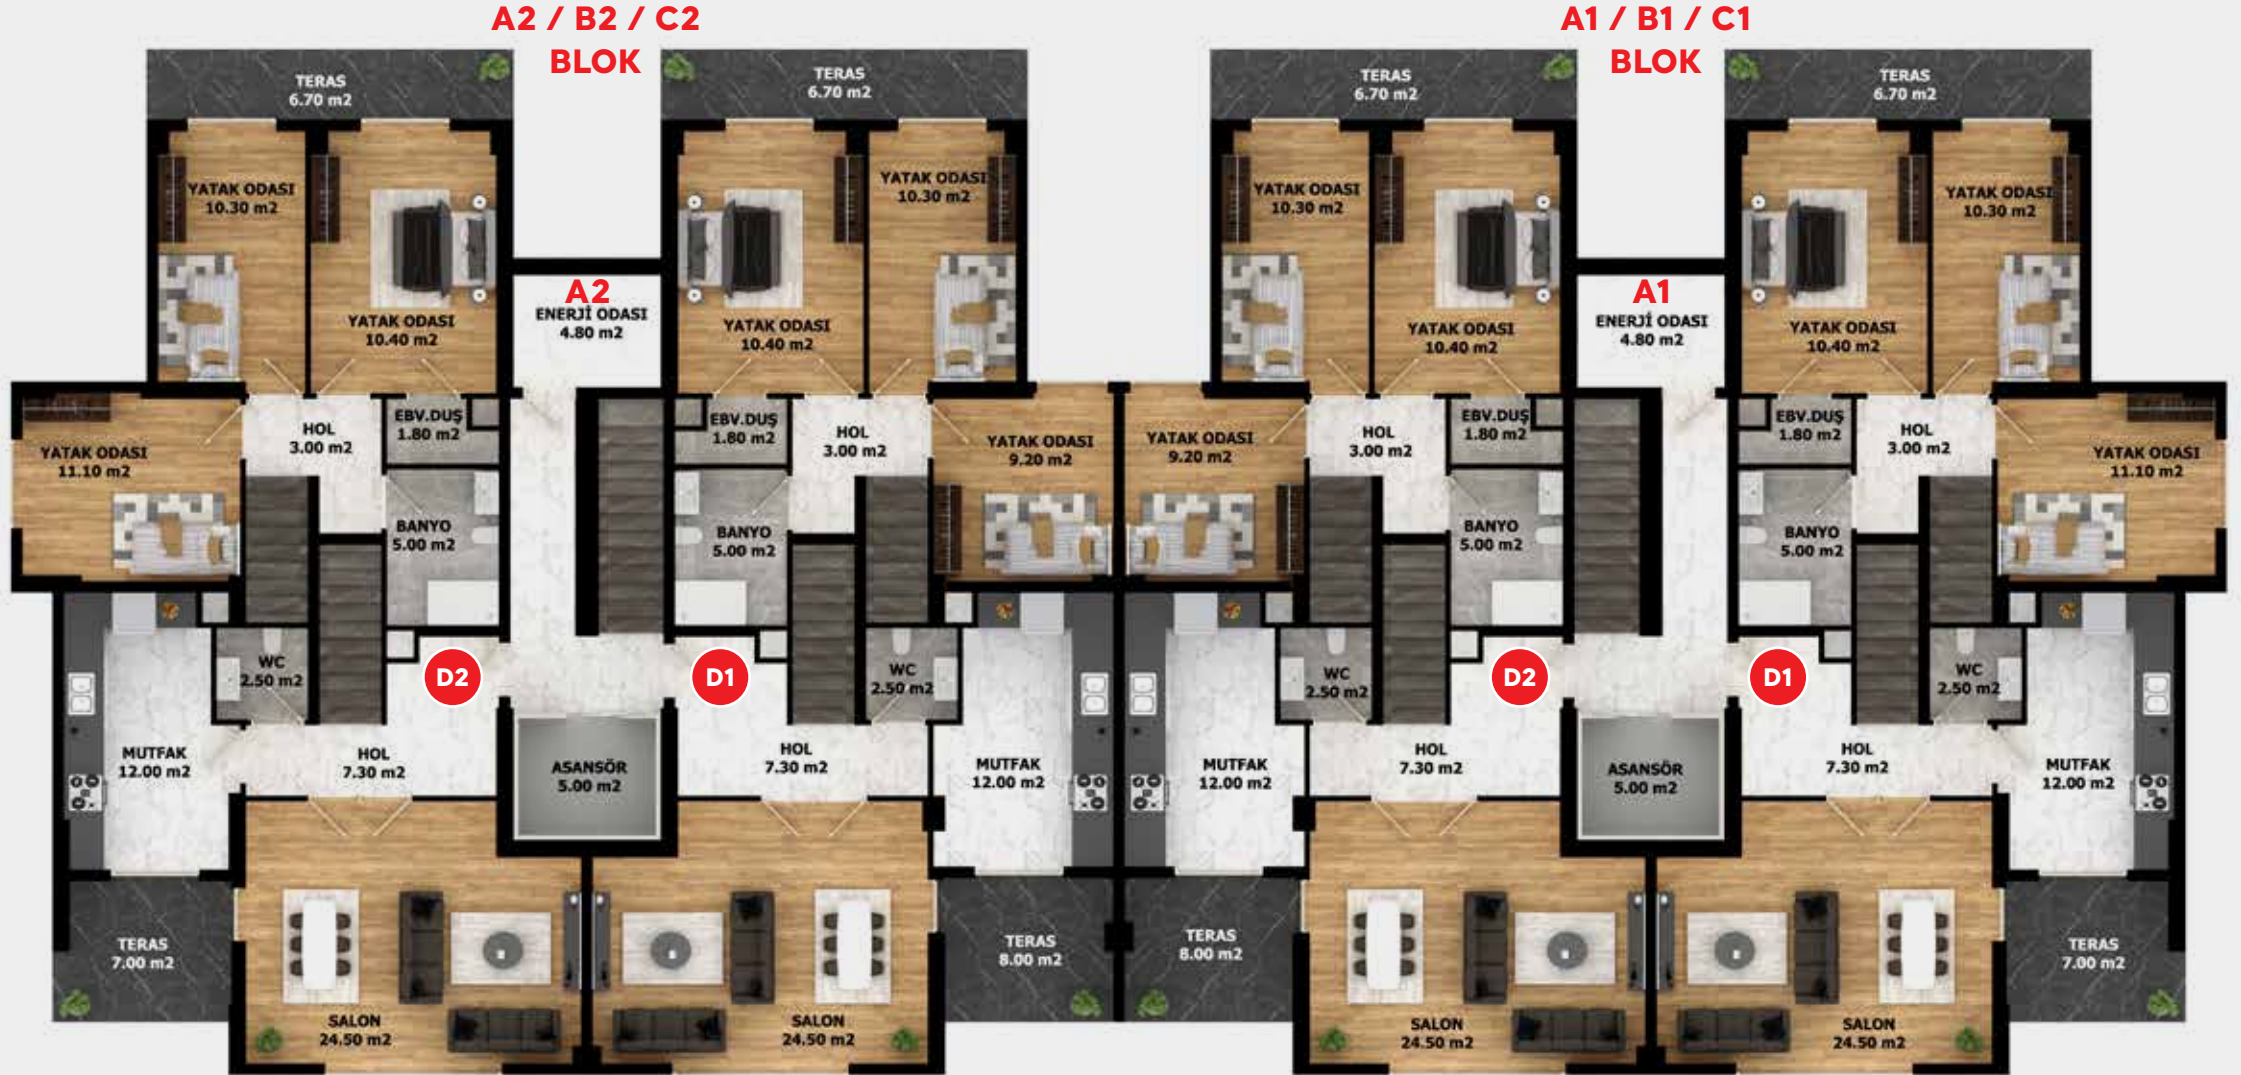 A2 / B2 / C2
BLOK
A1 / B1 / C1
BLOK
TERAS
6.70 m2
TERAS
6.70 m2
TERAS
6.70 m2
TERAS
6.70 m2
YATAK ODASI
10.30 m2
YATAK ODASI
10.40 m2
YATAK ODASI
10.40 m2
YATAK ODASI
10.30 m2
YATAK ODASI
10.30 m2
YATAK ODASI
10.40 m2
YATAK ODASI
10.40 m2
YATAK ODASI
10.30 m2
A2
ENERJİ ODASI
4.80 m2
A1
ENERJİ ODASI
4.80 m2
YATAK ODASI
11.10 m2
HOL
3.00 m2
EBV.DUŞ
1.80 m2
EBV.DUŞ
1.80 m2
HOL
3.00 m2
YATAK ODASI
9.20 m2
YATAK ODASI
9.20 m2
HOL
3.00 m2
EBV.DUŞ
1.80 m2
EBV.DUŞ
1.80 m2
HOL
3.00 m2
YATAK ODASI
11.10 m2
BANYO
5.00 m2
BANYO
5.00 m2
BANYO
5.00 m2
BANYO
5.00 m2
WC
2.50 m2
D2
D1
WC
2.50 m2
WC
2.50 m2
D2
D1
WC
2.50 m2
MUTFAK
12.00 m2
HOL
7.30 m2
ASANSÖR
5.00 m2
HOL
7.30 m2
MUTFAK
12.00 m2
MUTFAK
12.00 m2
HOL
7.30 m2
ASANSÖR
5.00 m2
HOL
7.30 m2
MUTFAK
12.00 m2
TERAS
7.00 m2
SALON
24.50 m2
SALON
24.50 m2
TERAS
8.00 m2
TERAS
8.00 m2
SALON
24.50 m2
SALON
24.50 m2
TERAS
7.00 m2